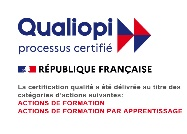 Qualiopi
processus certifié
RÉPUBLIQUE FRANÇAISE
La certification qualité a été délivrée au titre des
catégories d'actions suivantes:
ACTIONS DE FORMATION
ACTIONS DE FORMATION PAR APPRENTISSAGE